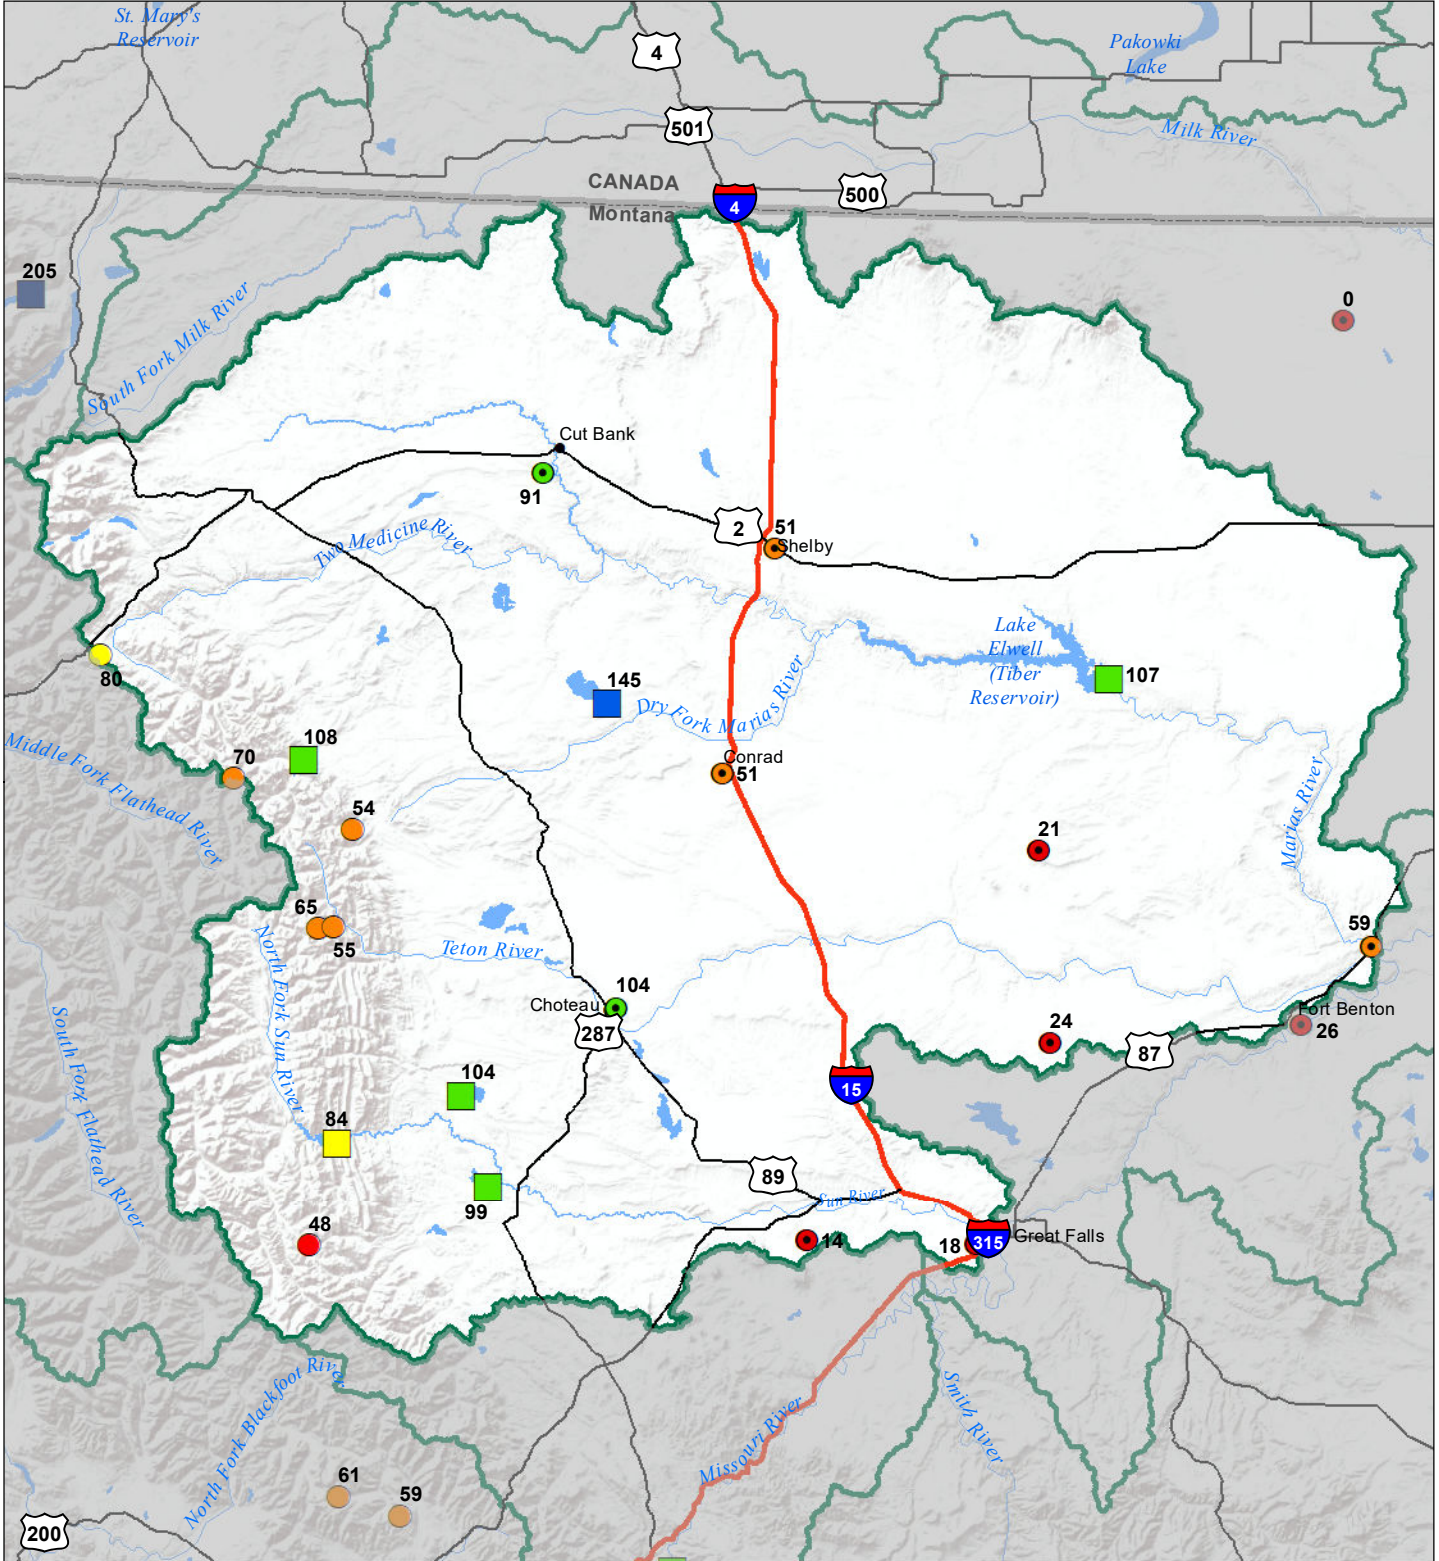 St. Mary's
Reservoir
4
Pakowki
Lake
501
Milk River
CANADA
Montana
4
500
205
0
South Fork Milk River
Cut Bank
91
2
51
Shelby
Two Medicine River
80
Lake
Elwell
(Tiber
Reservoir)
107
145
Dry Fork Marias River
108
70
Middle Fork Flathead River
Conrad
51
54
21
Marias River
65
55
59
North Fork Sun River
Teton River
104
Choteau
287
Fort Benton
26
24
87
South Fork Flathead River
15
104
84
89
99
Sun River
48
14
18
315
Great Falls
North Fork Blackfoot River
Missouri River
Smith River
61
59
200